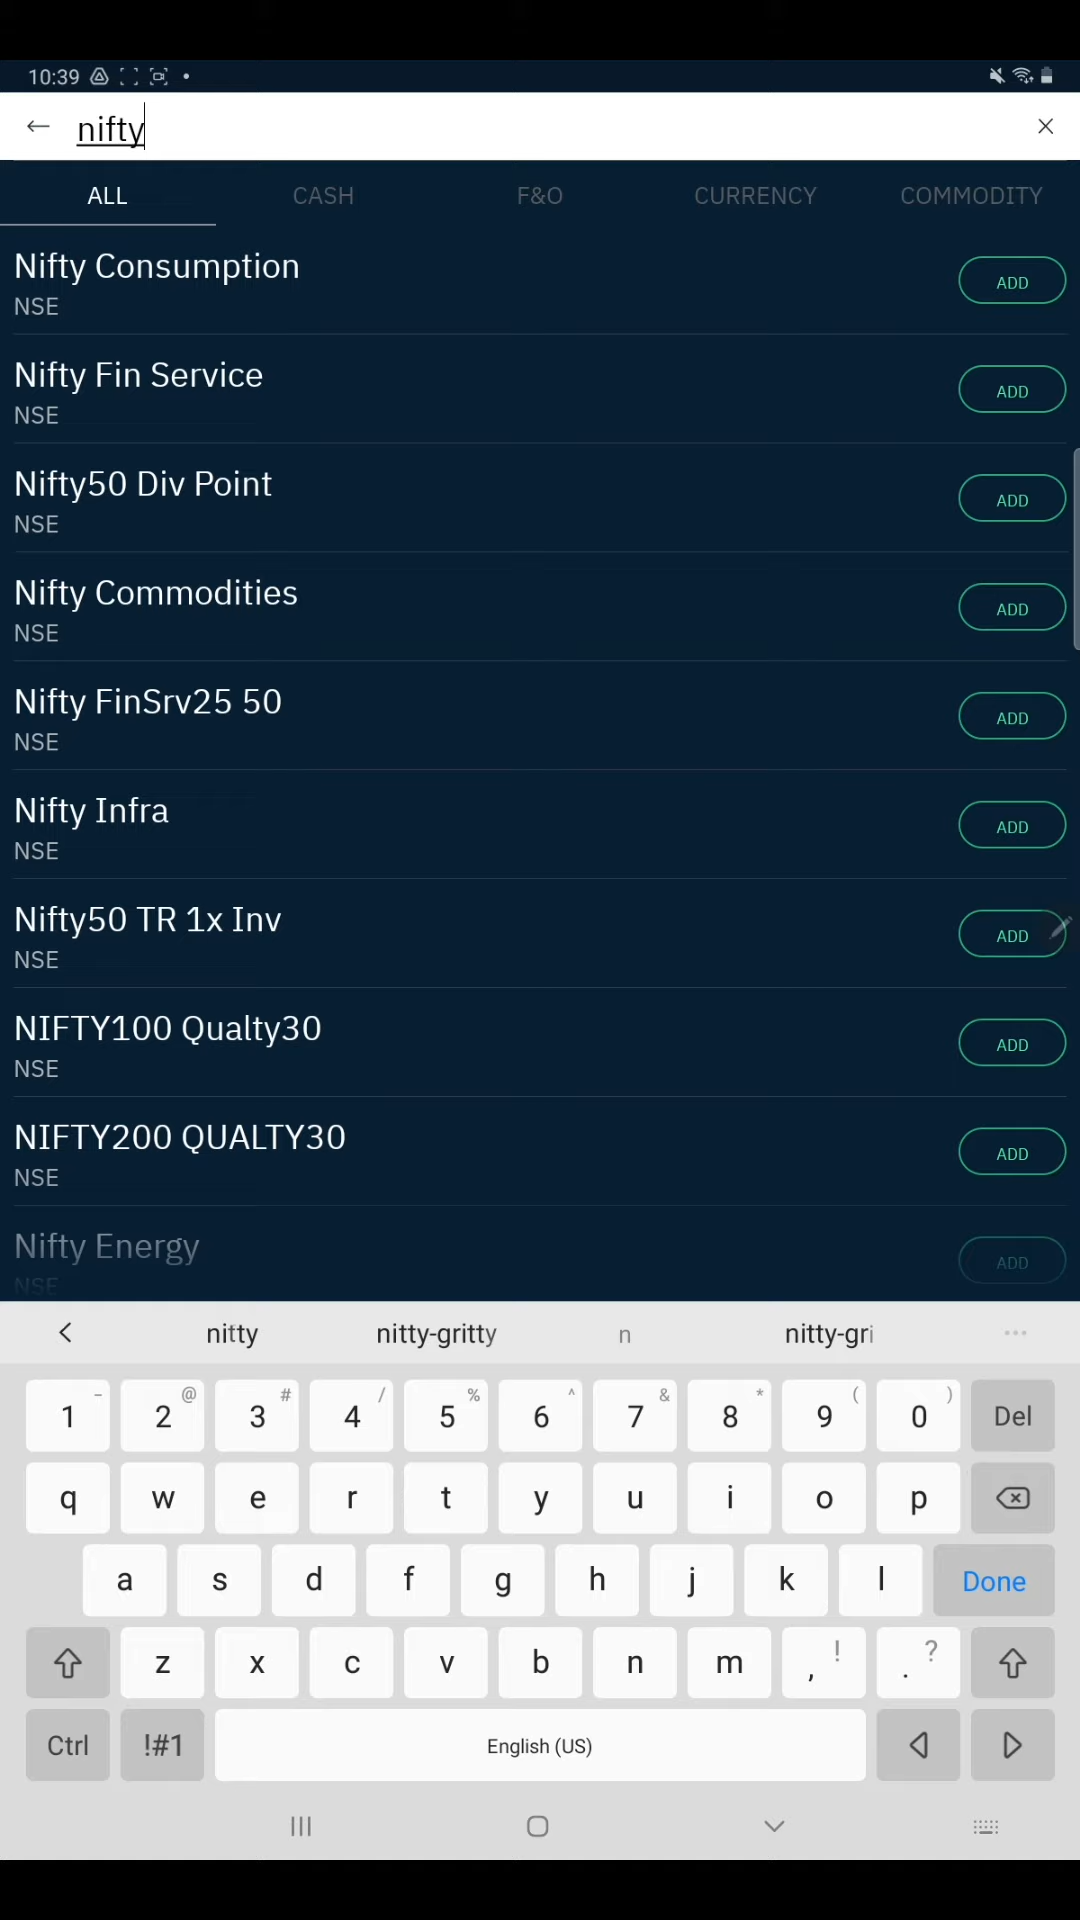 10:39
nifty
ALL CASH F&O CURRENCY COMMODITY
Nifty Consumption
NSE
ADD
Nifty Fin Service
NSE
ADD
Nifty50 Div Point
NSE
ADD
Nifty Commodities
NSE
ADD
Nifty FinSrv25 50
NSE
ADD
Nifty Infra
NSE
ADD
Nifty50 TR 1x Inv
NSE
ADD
NIFTY100 Qualty30
NSE
ADD
NIFTY200 QUALTY30
NSE
ADD
Nifty Energy
NSE
ADD
nitty nitty-gritty n nitty-gri ...
1 - 2 @ 3 # 4 / 5 % 6 ^ 7 & 8 * 9 ( 0 ) Del
q w e r t y u i o p
a s d f g h j k l Done
z x c v b n m , ! . ?
Ctrl !#1 English (US)